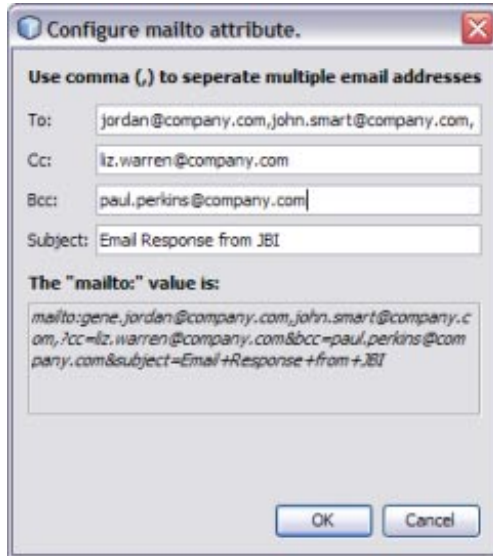 Configure mailto attribute.
Use comma (,) to seperate multiple email addresses
To: jordan@company.com,john.smart@company.com,
Cc: liz.warren@company.com
Bcc: paul.perkins@company.com
Subject: Email Response from JBI
The "mailto:" value is:
mailto:gene.jordan@company.com,john.smart@company.c
om,?cc=liz.warren@company.com&bcc=paul.perkins@com
pany.com&subject=Email+Response+from+JBI
OK Cancel